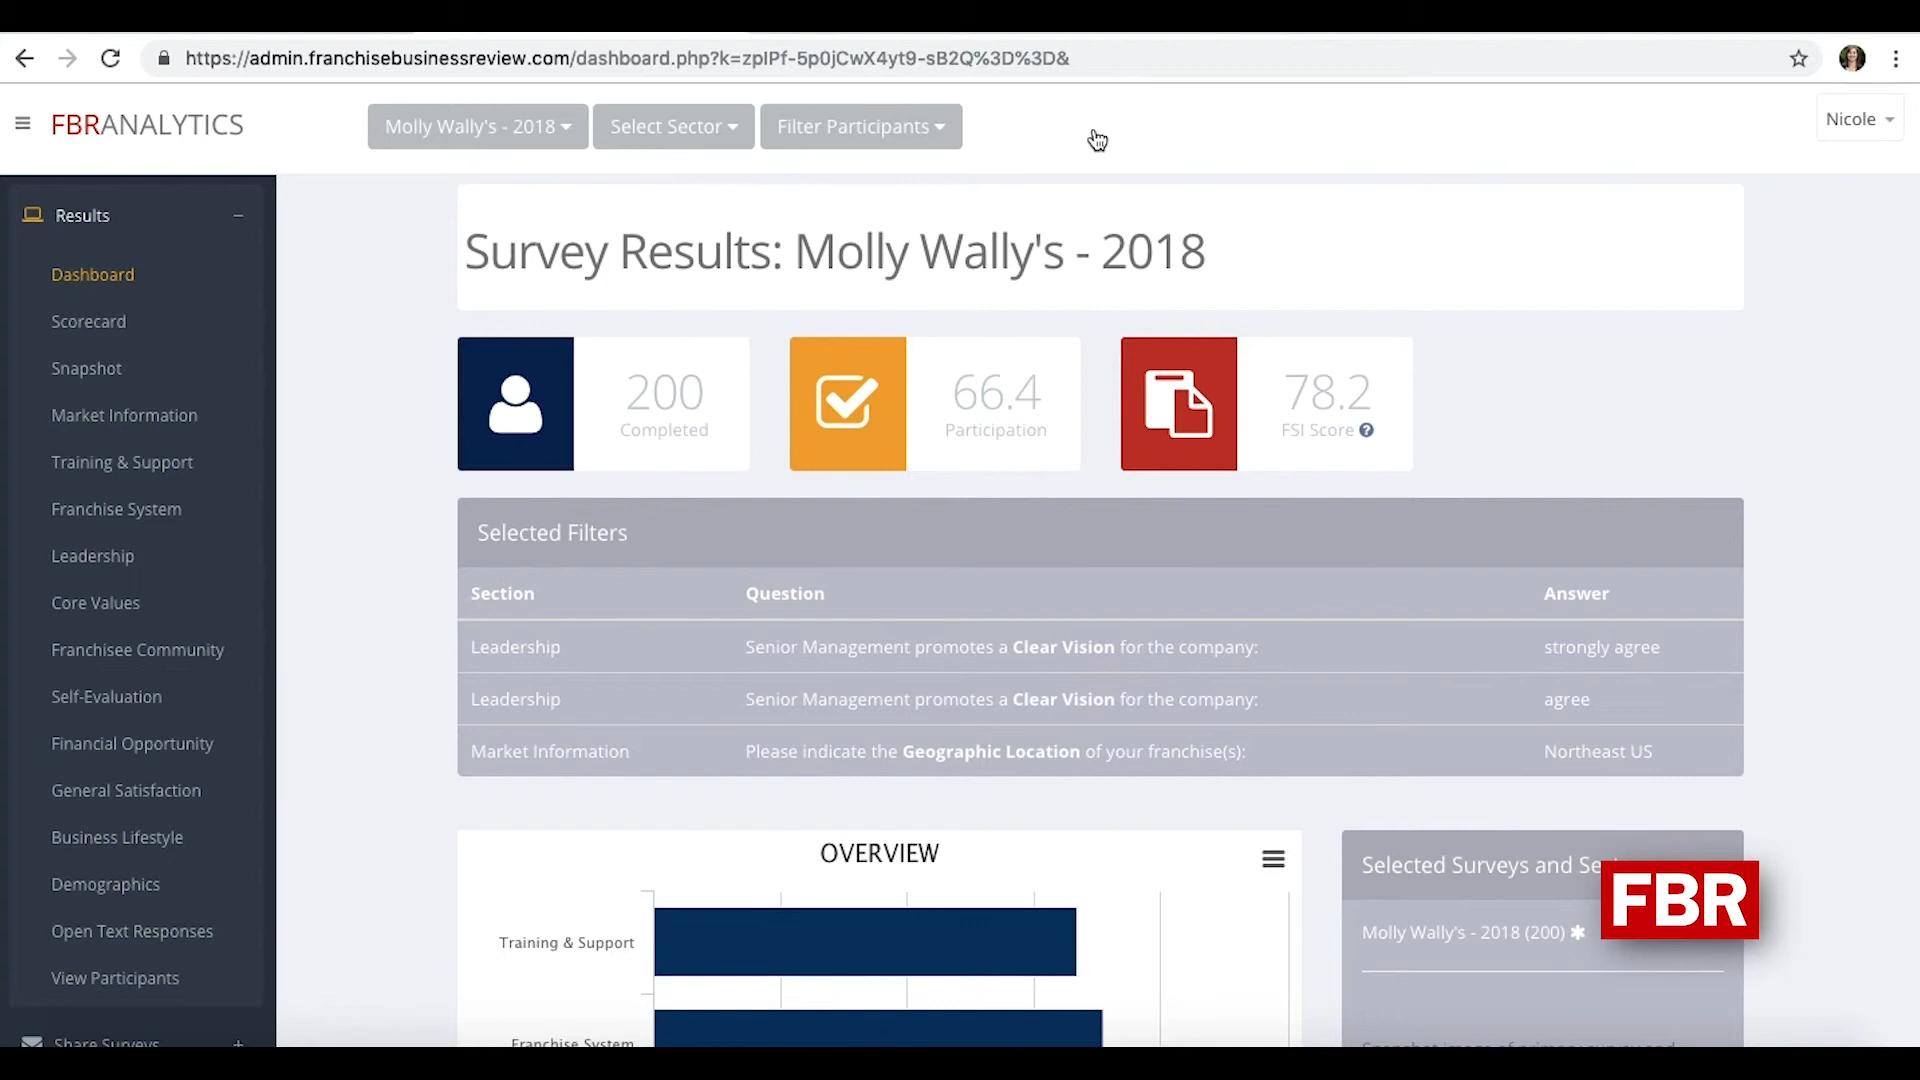 https://admin.franchisebusinessreview.com/dashboard.php?k=zpIPf-5p0jCwX4yt9-sB2Q%3D%3D&
FBRANALYTICS
Molly Wally's - 2018
Select Sector
Filter Participants
Nicole
Results
Dashboard
Scorecard
Snapshot
Market Information
Training & Support
Franchise System
Leadership
Core Values
Franchisee Community
Self-Evaluation
Financial Opportunity
General Satisfaction
Business Lifestyle
Demographics
Open Text Responses
View Participants
Share Surveys
Survey Results: Molly Wally's - 2018
200
Completed
66.4
Participation
78.2
FSI Score
Selected Filters
Section Question Answer
Leadership Senior Management promotes a Clear Vision for the company: strongly agree
Leadership Senior Management promotes a Clear Vision for the company: agree
Market Information Please indicate the Geographic Location of your franchise(s): Northeast US
OVERVIEW
Training & Support
Franchise System
Selected Surveys and
Molly Wally's - 2018 (200) ✱
FBR